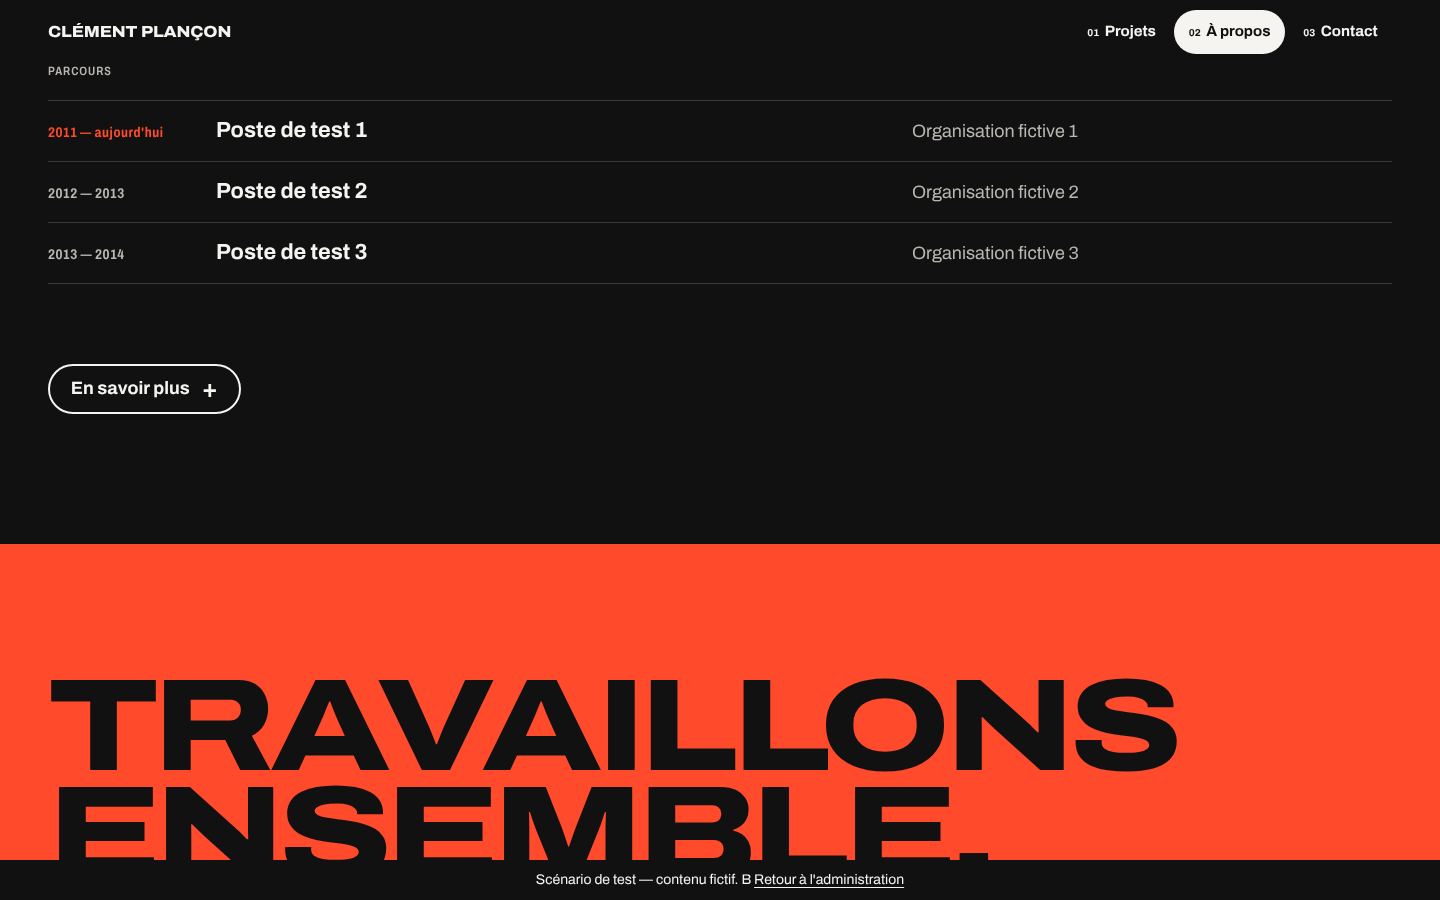 CLÉMENT PLANÇON
01 Projets
02 À propos
03 Contact
PARCOURS
2011 — aujourd'hui Poste de test 1 Organisation fictive 1
2012 — 2013 Poste de test 2 Organisation fictive 2
2013 — 2014 Poste de test 3 Organisation fictive 3
En savoir plus +
TRAVAILLONS
ENSEMBLE.
Scénario de test — contenu fictif. B Retour à l'administration